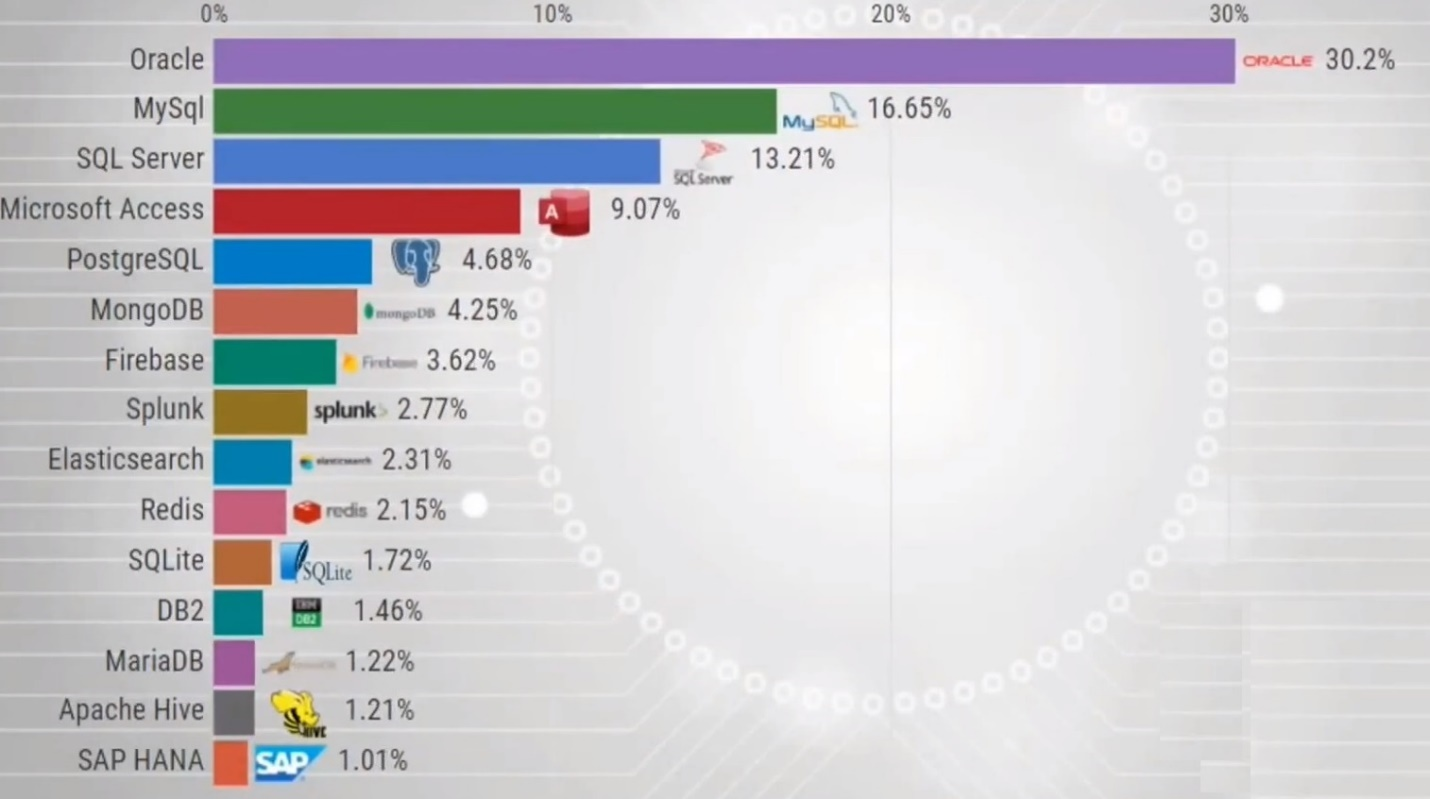 0% 10% 20% 30%
Oracle ORACLE 30.2%
MySql MySQL 16.65%
SQL Server SQL Server 13.21%
Microsoft Access A 9.07%
PostgreSQL 4.68%
MongoDB mongoDB 4.25%
Firebase Firebase 3.62%
Splunk splunk> 2.77%
Elasticsearch elasticsearch 2.31%
Redis redis 2.15%
SQLite SQLite 1.72%
DB2 IBM DB2 1.46%
MariaDB 1.22%
Apache Hive HIVE 1.21%
SAP HANA SAP 1.01%